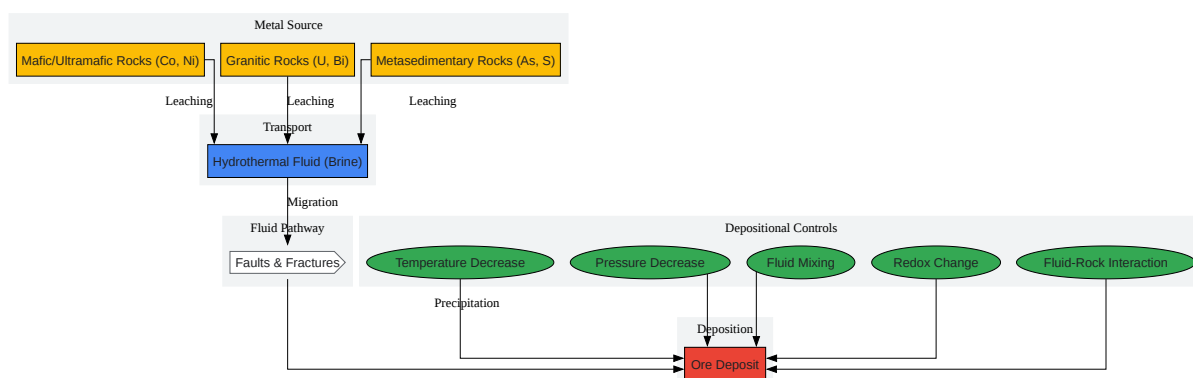 Metal Source
Mafic/Ultramafic Rocks (Co, Ni)
Granitic Rocks (U, Bi)
Metasedimentary Rocks (As, S)
Leaching
Leaching
Leaching
Transport
Hydrothermal Fluid (Brine)
Migration
Fluid Pathway
Depositional Controls
Faults & Fractures
Temperature Decrease
Pressure Decrease
Fluid Mixing
Redox Change
Fluid-Rock Interaction
Precipitation
Deposition
Ore Deposit